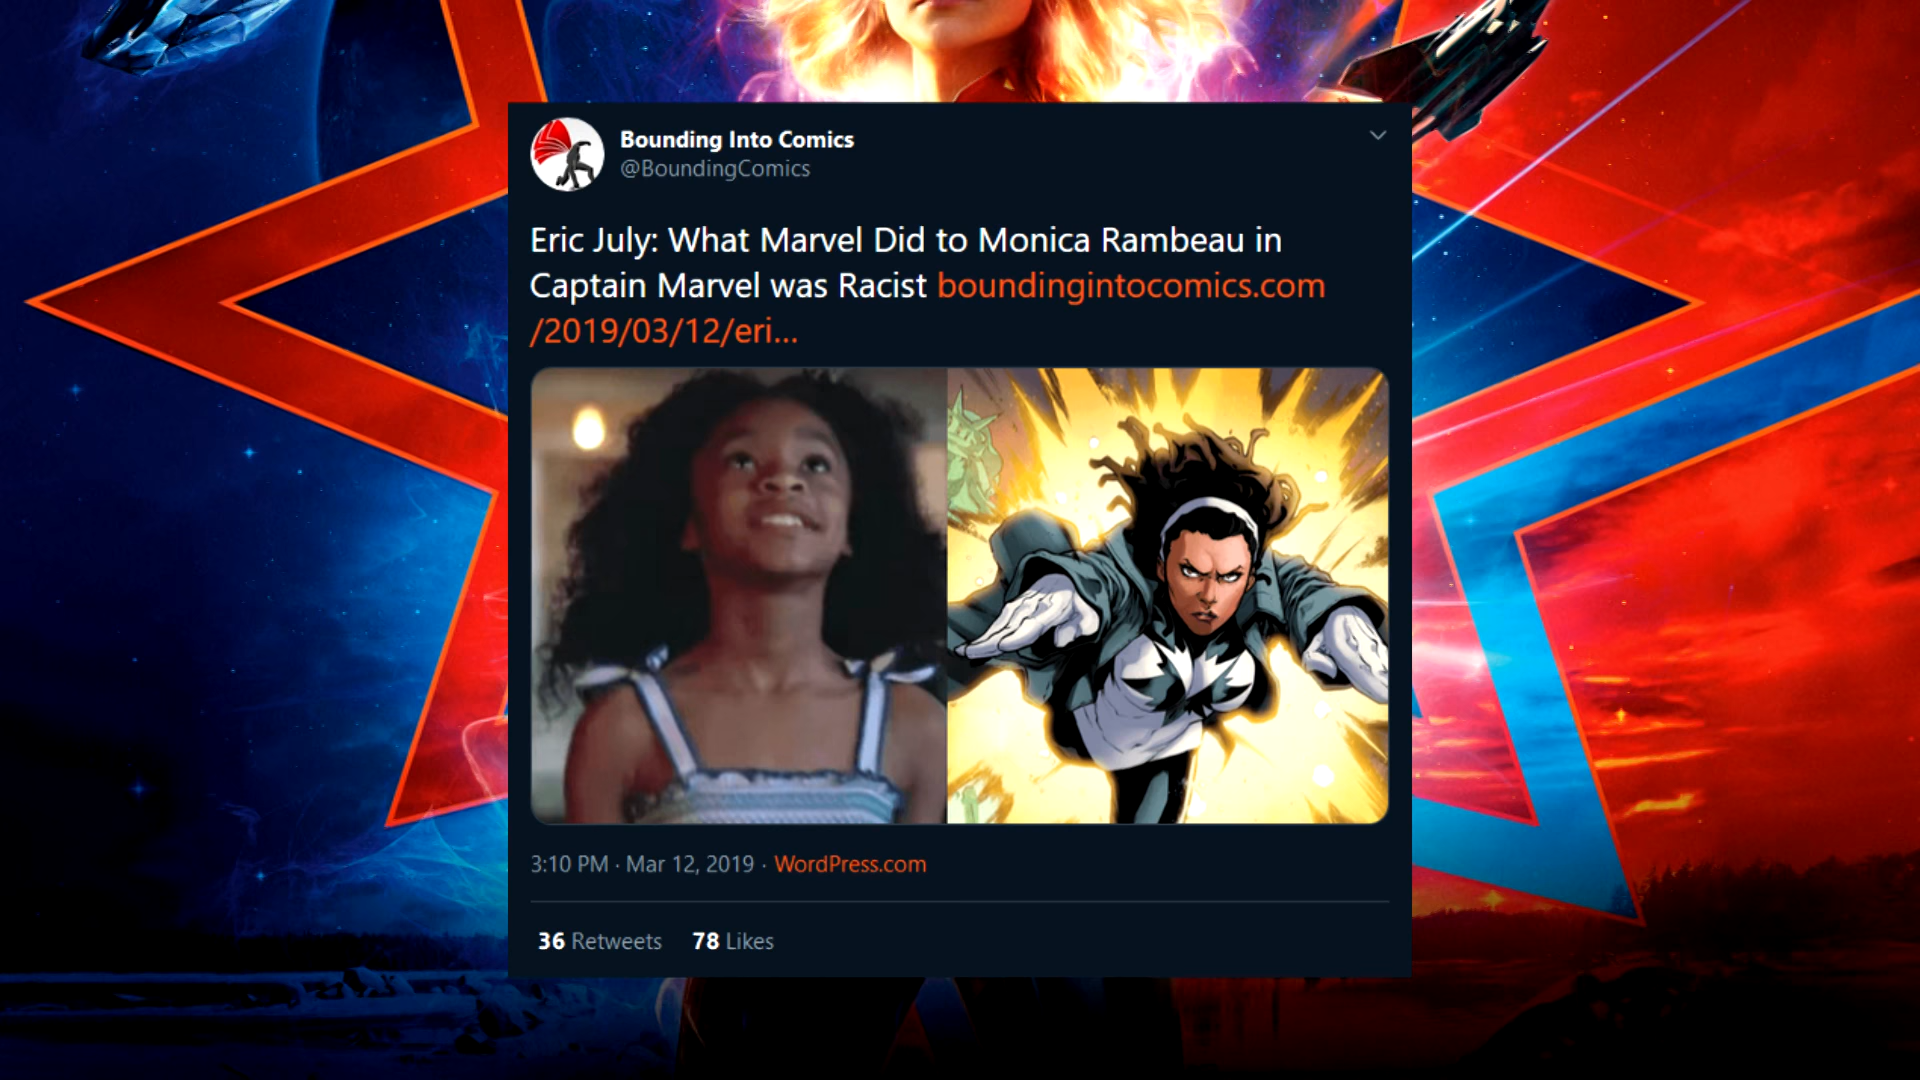 Bounding Into Comics
@BoundingComics
Eric July: What Marvel Did to Monica Rambeau in
Captain Marvel was Racist boundingintocomics.com
/2019/03/12/eri...
3:10 PM · Mar 12, 2019 · WordPress.com
36 Retweets 78 Likes